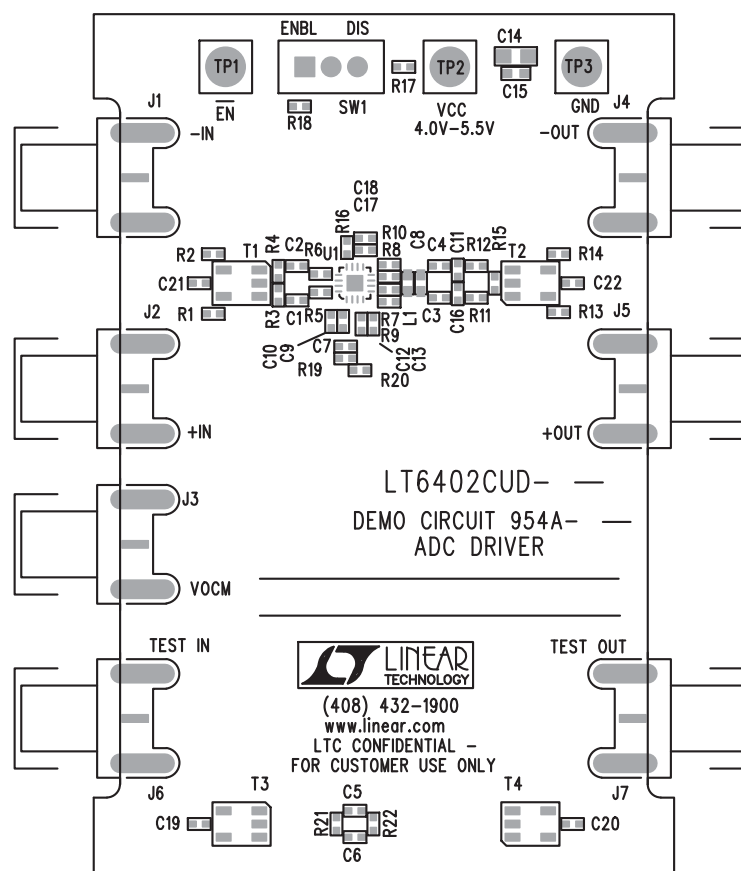 ENBL DIS
C14
TP1
TP2
TP3
R17
C15
J1
EN
R18
SW1
VCC
4.0V-5.5V
GND
J4
-IN
-OUT
C18
C17
R16
R10
R8
C8
C4
C11
R12
R15
R4
C2
R6
U1
R2
T1
T2
R14
C21
C22
R1
R3
C1
R5
R7
R9
L1
C3
C16
R11
R13
J2
J5
C10
C9
C7
C12
C13
R19
R20
+IN
+OUT
LT6402CUD- —
J3
DEMO CIRCUIT 954A- —
ADC DRIVER
VOCM
TEST IN
TEST OUT
LT LINEAR
TECHNOLOGY
(408) 432-1900
www.linear.com
LTC CONFIDENTIAL -
FOR CUSTOMER USE ONLY
J6
J7
T3
C5
T4
C19
R21
R22
C20
C6